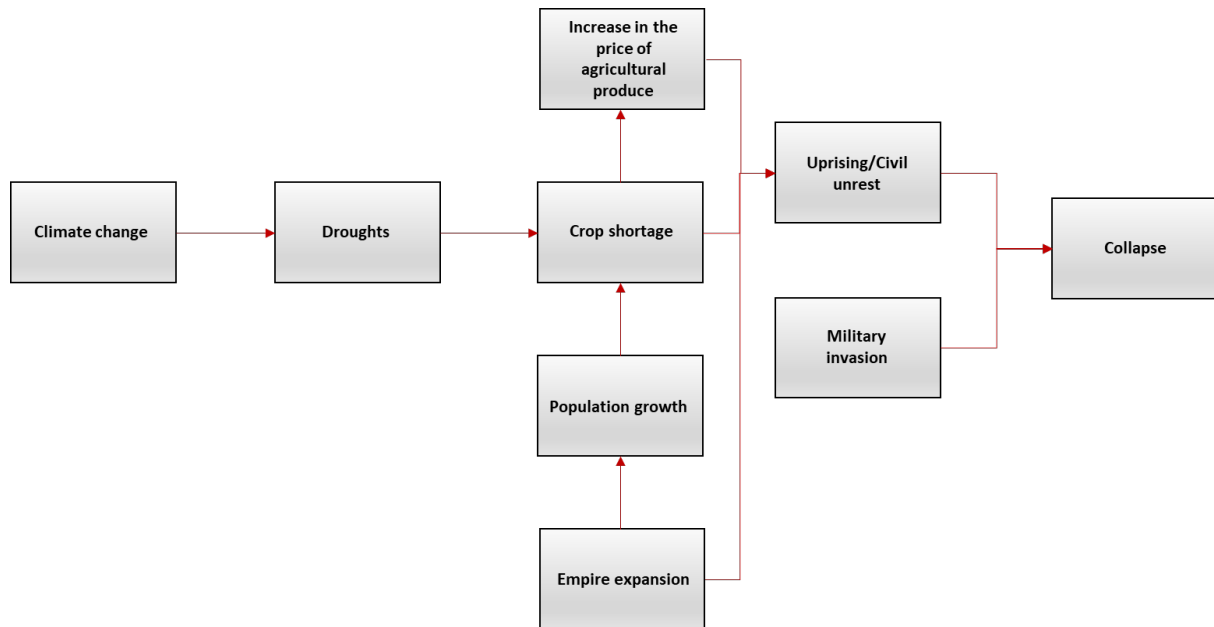 Increase in the
price of
agricultural
produce
Uprising/Civil
unrest
Climate change
Droughts
Crop shortage
Collapse
Military
invasion
Population growth
Empire expansion